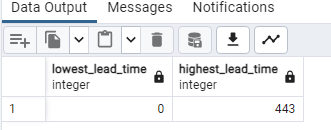 Data Output Messages Notifications
lowest_lead_time highest_lead_time
integer integer
1 0 443